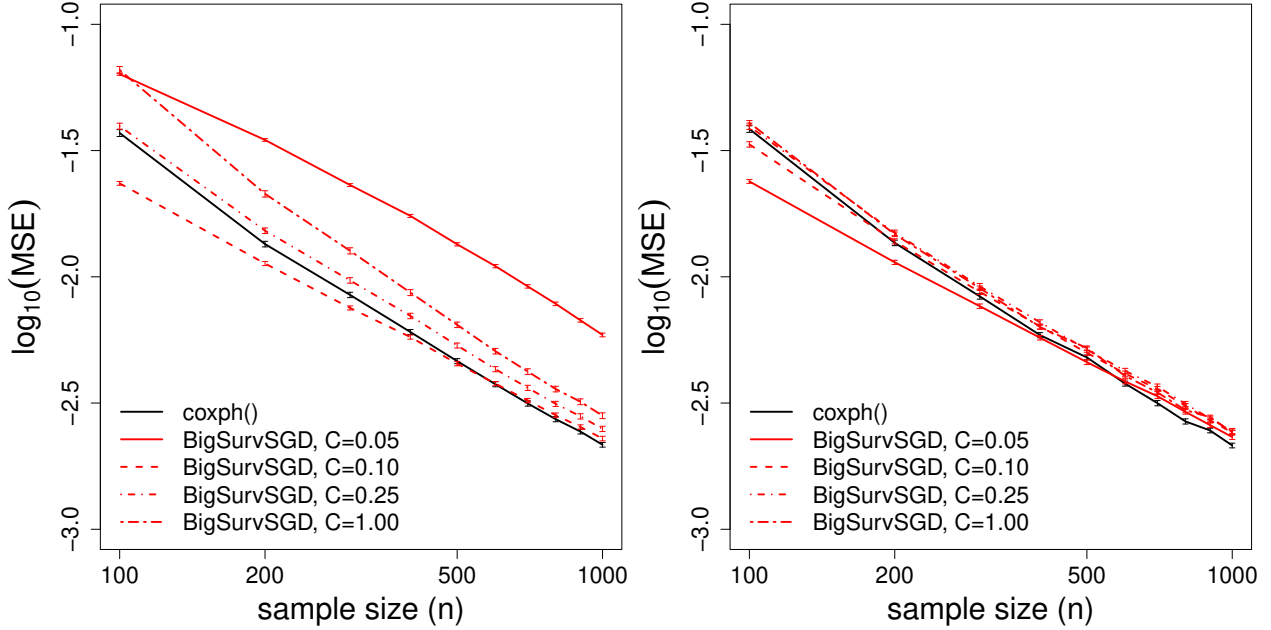 log10(MSE)
-1.0
-1.5
-2.0
-2.5
-3.0
coxph()
BigSurvSGD, C=0.05
BigSurvSGD, C=0.10
BigSurvSGD, C=0.25
BigSurvSGD, C=1.00
100 200 500 1000
sample size (n)
log10(MSE)
-1.0
-1.5
-2.0
-2.5
-3.0
coxph()
BigSurvSGD, C=0.05
BigSurvSGD, C=0.10
BigSurvSGD, C=0.25
BigSurvSGD, C=1.00
100 200 500 1000
sample size (n)